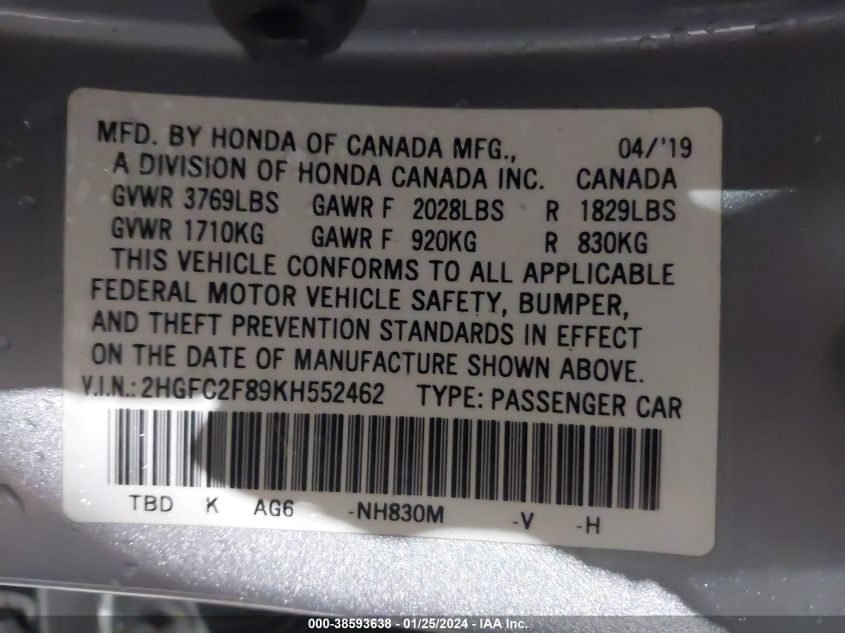 MFD. BY HONDA OF CANADA MFG., 04/'19
A DIVISION OF HONDA CANADA INC. CANADA
GVWR 3769LBS GAWR F 2028LBS R 1829LBS
GVWR 1710KG GAWR F 920KG R 830KG
THIS VEHICLE CONFORMS TO ALL APPLICABLE
FEDERAL MOTOR VEHICLE SAFETY, BUMPER,
AND THEFT PREVENTION STANDARDS IN EFFECT
ON THE DATE OF MANUFACTURE SHOWN ABOVE.
V.I.N.: 2HGFC2F89KH552462 TYPE: PASSENGER CAR
TBD K AG6 -NH830M -V -H
000-38593638 - 01/25/2024 - IAA Inc.